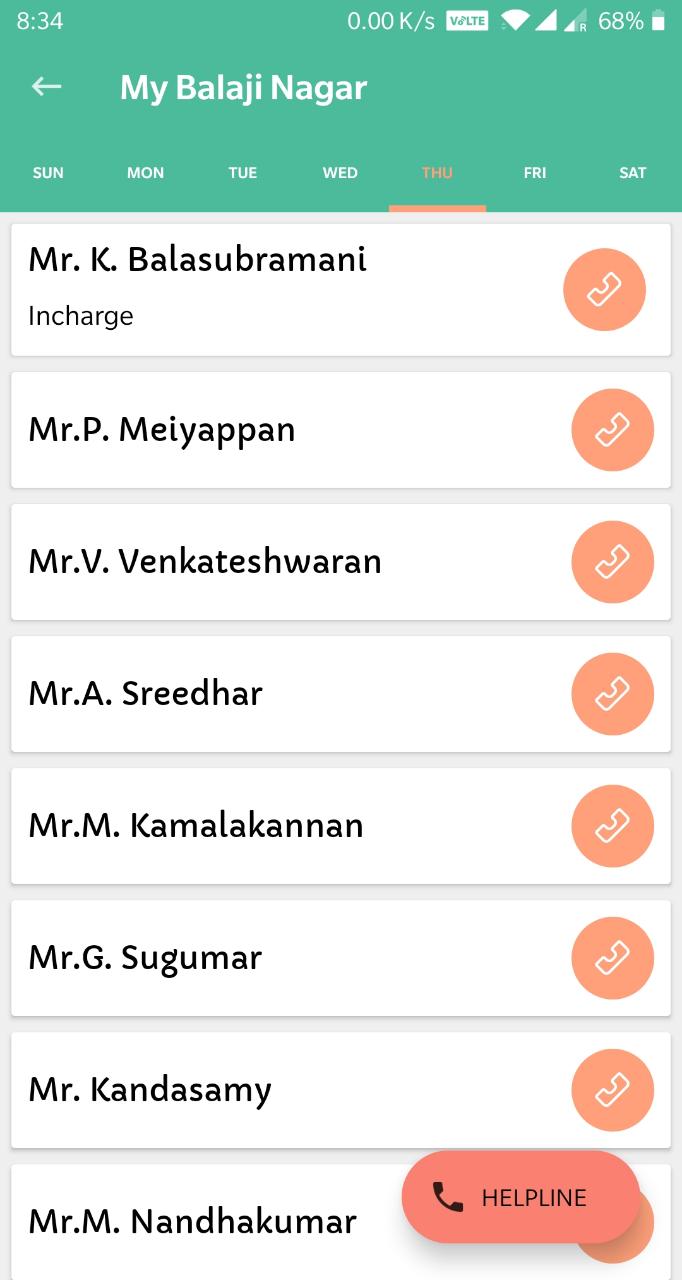 8:34 0.00 K/s VoLTE R 68%
My Balaji Nagar
SUN MON TUE WED THU FRI SAT
Mr. K. Balasubramani
Incharge
Mr.P. Meiyappan
Mr.V. Venkateshwaran
Mr.A. Sreedhar
Mr.M. Kamalakannan
Mr.G. Sugumar
Mr. Kandasamy
Mr.M. Nandhakumar
HELPLINE